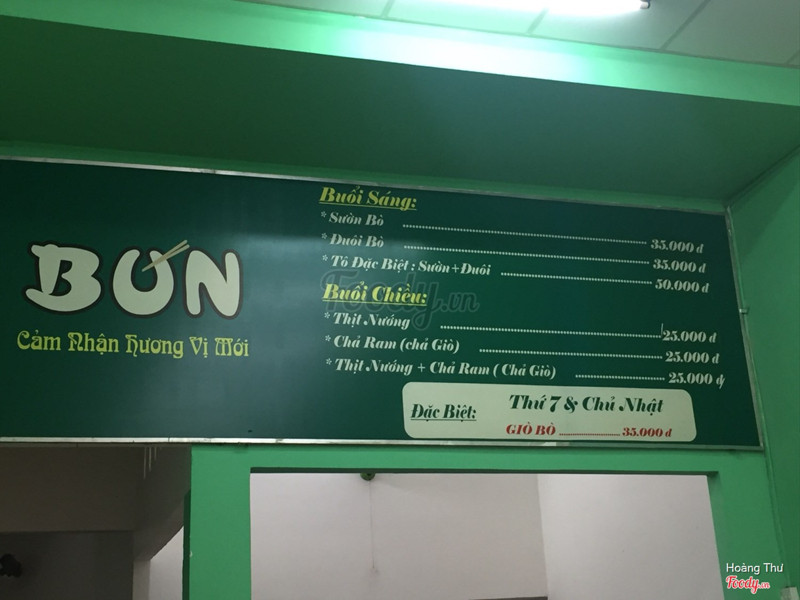 BÚN
Cảm Nhận Hương Vị Mới
Buổi Sáng:
* Sườn Bò ........ 35.000 đ
* Đuôi Bò ........ 35.000 đ
* Tô Đặc Biệt : Sườn+Đuôi ........ 50.000 đ
Buổi Chiều:
* Thịt Nướng ........ 25.000 đ
* Chả Ram (chả Giò) ........ 25.000 đ
* Thịt Nướng + Chả Ram ( Chả Giò) ........ 25.000 đ
Đặc Biệt: Thứ 7 & Chủ Nhật
GIÒ BÒ ........ 35.000 đ
Foody.vn
Hoàng Thư
Foody.vn